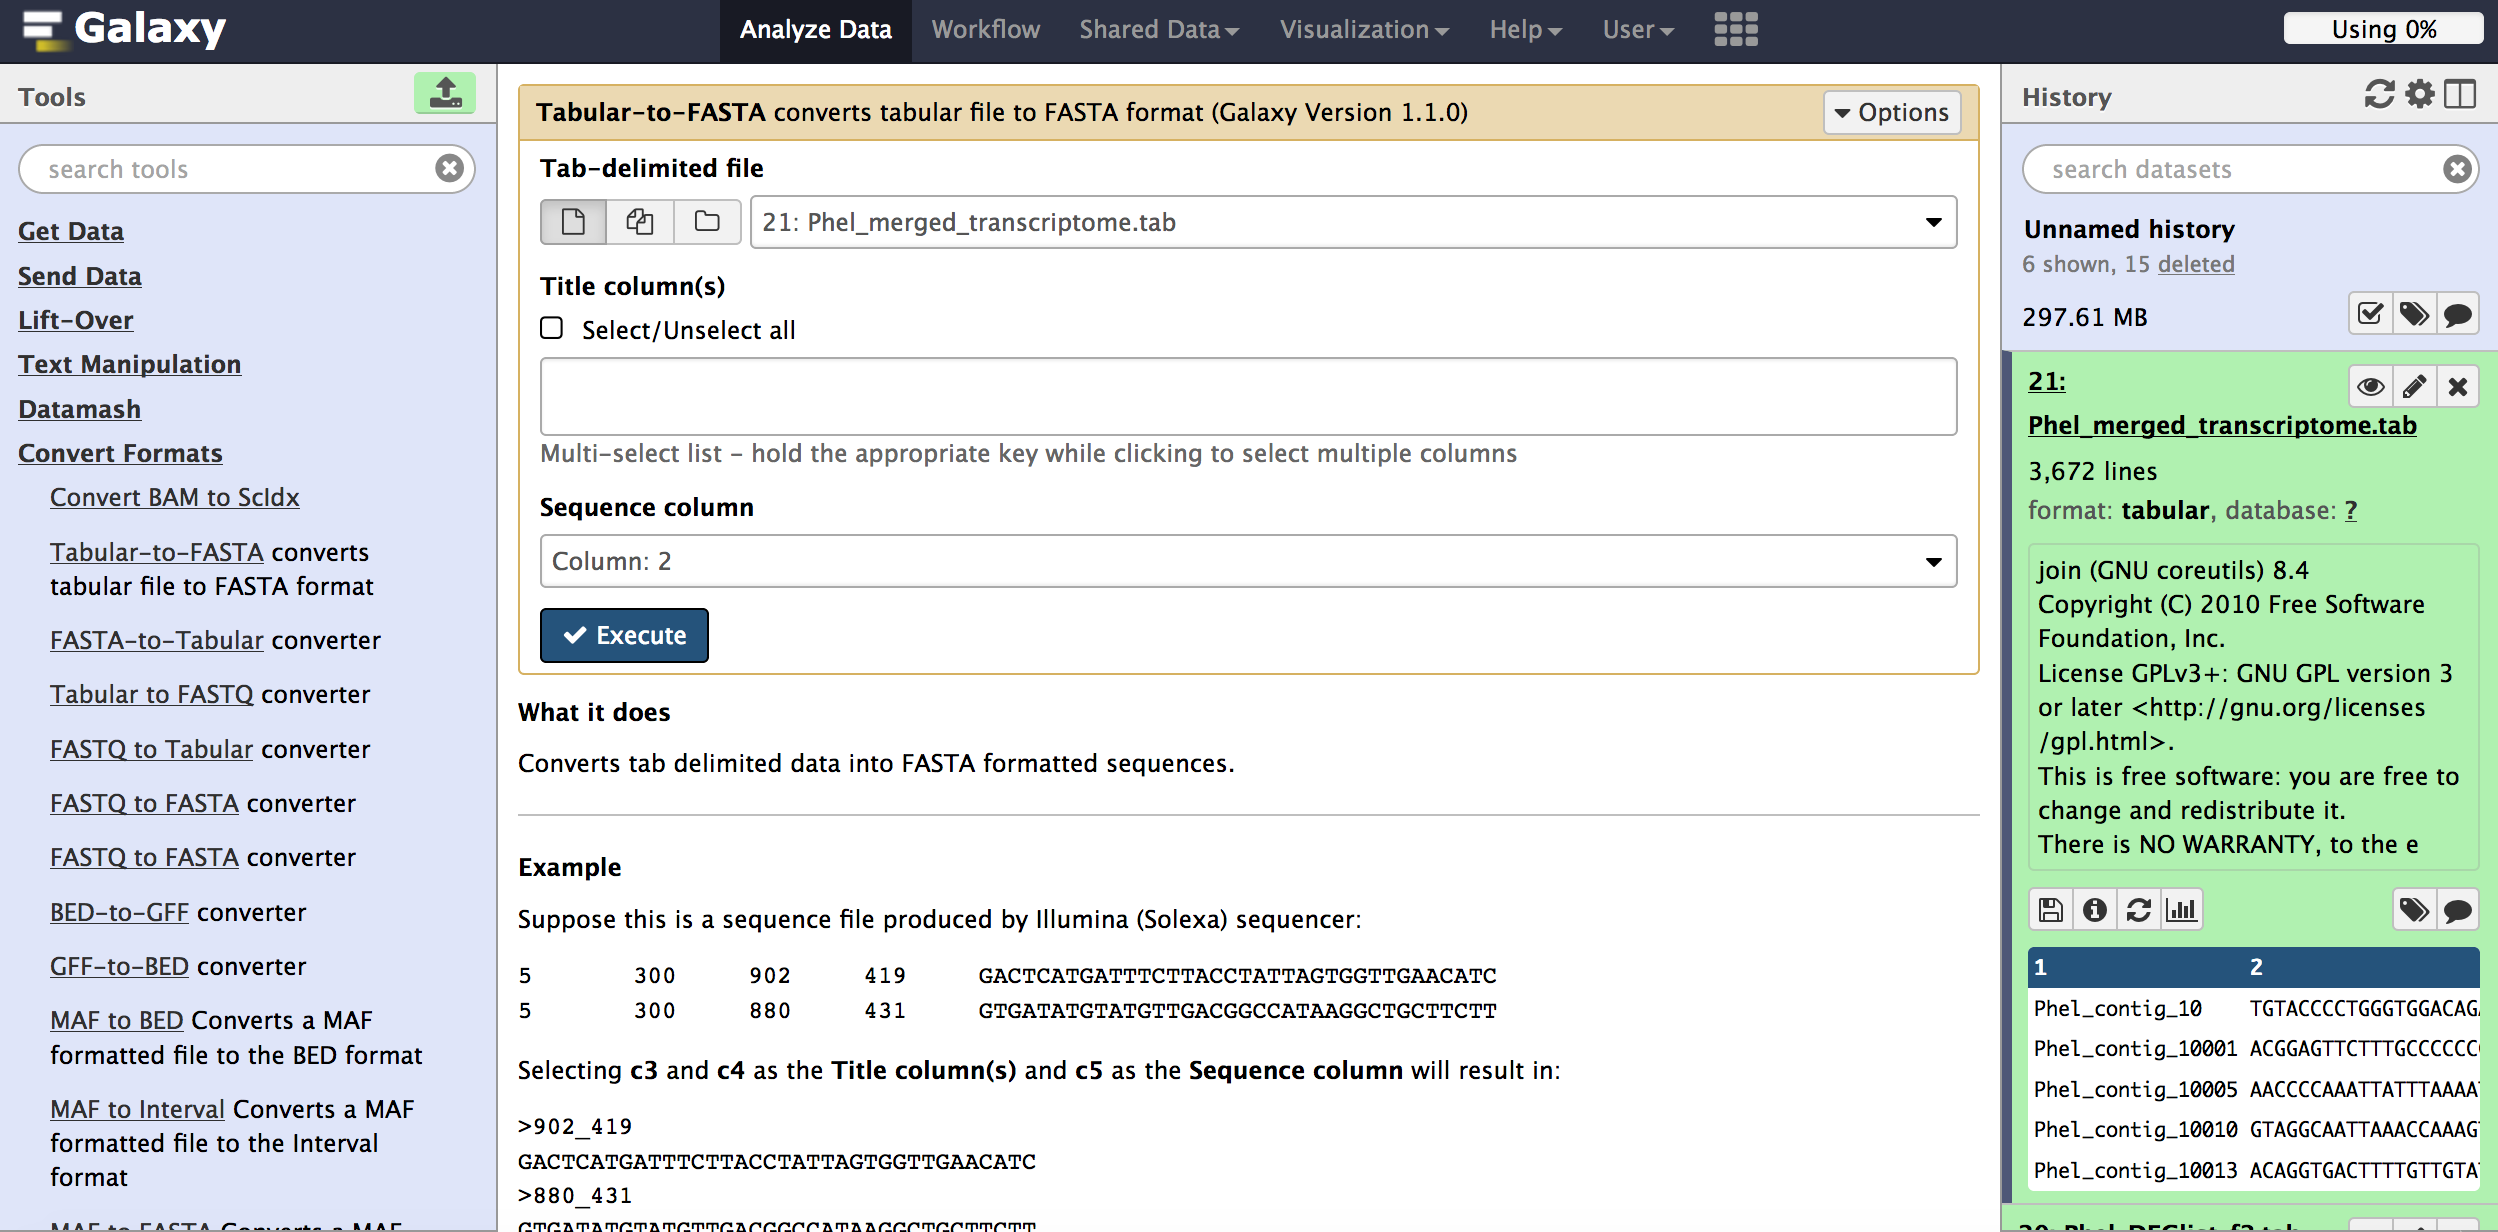 Galaxy
Analyze Data Workflow Shared Data Visualization Help User
Using 0%
Tools
search tools
Get Data
Send Data
Lift-Over
Text Manipulation
Datamash
Convert Formats
Convert BAM to ScIdx
Tabular-to-FASTA converts
tabular file to FASTA format
FASTA-to-Tabular converter
Tabular to FASTQ converter
FASTQ to Tabular converter
FASTQ to FASTA converter
FASTQ to FASTA converter
BED-to-GFF converter
GFF-to-BED converter
MAF to BED Converts a MAF
formatted file to the BED format
MAF to Interval Converts a MAF
formatted file to the Interval
format
MAF to FASTA Converts a MAF
Tabular-to-FASTA converts tabular file to FASTA format (Galaxy Version 1.1.0)
Options
Tab-delimited file
21: Phel_merged_transcriptome.tab
Title column(s)
Select/Unselect all
Multi-select list - hold the appropriate key while clicking to select multiple columns
Sequence column
Column: 2
Execute
What it does
Converts tab delimited data into FASTA formatted sequences.
Example
Suppose this is a sequence file produced by Illumina (Solexa) sequencer:
5 300 902 419 GACTCATGATTTCTTACCTATTAGTGGTTGAACATC
5 300 880 431 GTGATATGTATGTTGACGGCCATAAGGCTGCTTCTT
Selecting c3 and c4 as the Title column(s) and c5 as the Sequence column will result in:
>902_419
GACTCATGATTTCTTACCTATTAGTGGTTGAACATC
>880_431
GTGATATGTATGTTGACGGCCATAAGGCTGCTTCTT
History
search datasets
Unnamed history
6 shown, 15 deleted
297.61 MB
21:
Phel_merged_transcriptome.tab
3,672 lines
format: tabular, database: ?
join (GNU coreutils) 8.4
Copyright (C) 2010 Free Software
Foundation, Inc.
License GPLv3+: GNU GPL version 3
or later <http://gnu.org/licenses
/gpl.html>.
This is free software: you are free to
change and redistribute it.
There is NO WARRANTY, to the e
1 2
Phel_contig_10 TGTACCCCTGGGTGGACAG
Phel_contig_10001 ACGGAGTTCTTTGCCCCCC
Phel_contig_10005 AACCCCAAATTATTTAAAA
Phel_contig_10010 GTAGGCAATTAAACCAAAG
Phel_contig_10013 ACAGGTGACTTTTGTTGTA
20: Phel_DEGlist_f2.tab